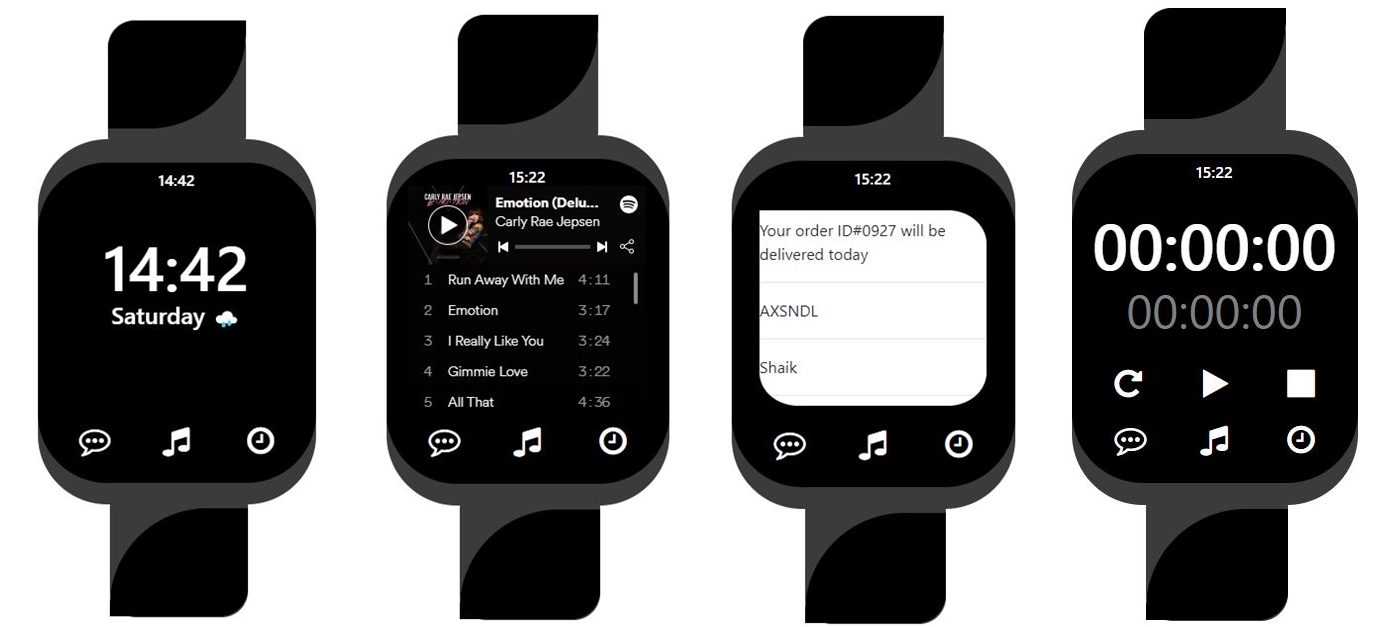 14:42
14:42
Saturday
15:22
CARLY RAE JEPSEN
Emotion (Delu...
Carly Rae Jepsen
1 Run Away With Me 4:11
2 Emotion 3:17
3 I Really Like You 3:24
4 Gimmie Love 3:22
5 All That 4:36
15:22
Your order ID#0927 will be
delivered today
AXSNDL
Shaik
15:22
00:00:00
00:00:00